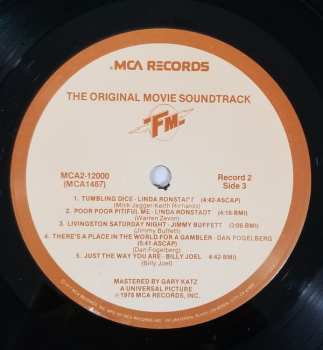 MCA RECORDS
THE ORIGINAL MOVIE SOUNDTRACK
FM
MCA2-12000
(MCA1467)
Record 2
Side 3
1. TUMBLING DICE - LINDA RONSTADT (4:42-ASCAP)
(Mick Jagger/Keith Richards)
2. POOR POOR PITIFUL ME - LINDA RONSTADT (4:16-BMI)
(Warren Zevon)
3. LIVINGSTON SATURDAY NIGHT - JIMMY BUFFETT (3:08-BMI)
(Jimmy Buffett)
4. THERE'S A PLACE IN THE WORLD FOR A GAMBLER - DAN FOGELBERG
(5:41-ASCAP)
(Dan Fogelberg)
5. JUST THE WAY YOU ARE - BILLY JOEL 4:42-BMI)
(Billy Joel)
MASTERED BY GARY KATZ
A UNIVERSAL PICTURE
℗ 1978 MCA RECORDS, INC.